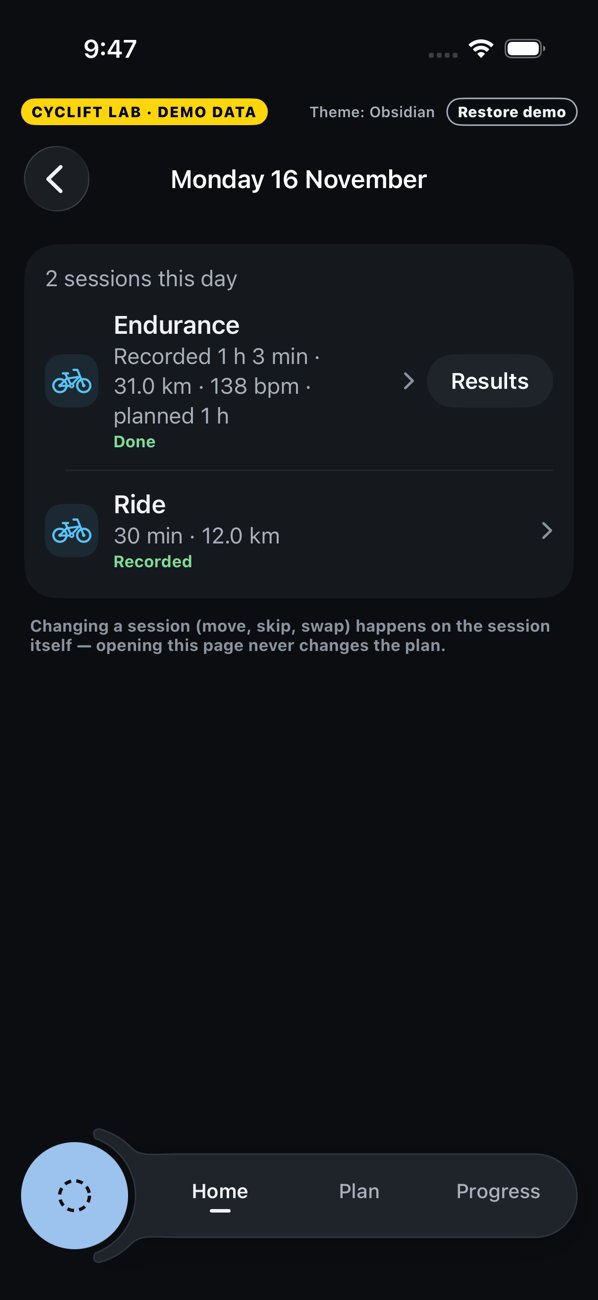 9:47
CYCLIFT LAB · DEMO DATA
Theme: Obsidian
Restore demo
Monday 16 November
2 sessions this day
Endurance
Recorded 1 h 3 min ·
31.0 km · 138 bpm ·
planned 1 h
Done
Results
Ride
30 min · 12.0 km
Recorded
Changing a session (move, skip, swap) happens on the session
itself — opening this page never changes the plan.
Home
Plan
Progress